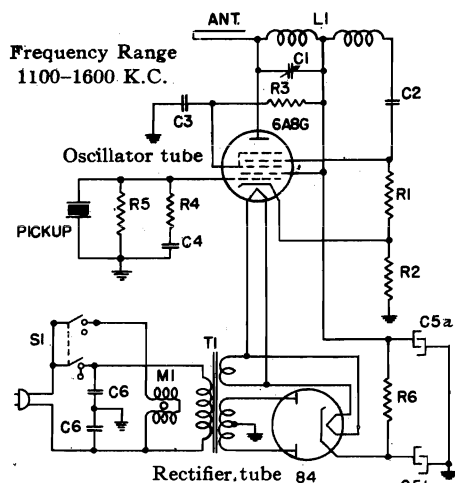 ANT.
L1
Frequency Range
1100-1600 K.C.
C1
R3
C2
C3
6A8G
Oscillator tube
R1
R5
R4
PICKUP
C4
R2
C5a
S1
T1
M1
C6
R6
C6
Rectifier tube 84